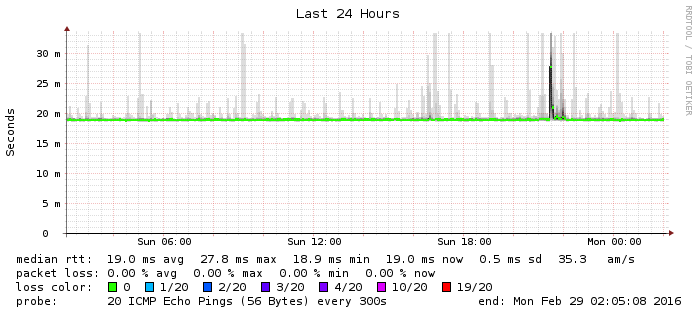 Last 24 Hours
RRDTOOL / TOBI OETIKER
Seconds
30 m
25 m
20 m
15 m
10 m
5 m
0
Sun 06:00 Sun 12:00 Sun 18:00 Mon 00:00
median rtt: 19.0 ms avg 27.8 ms max 18.9 ms min 19.0 ms now 0.5 ms sd 35.3 am/s
packet loss: 0.00 % avg 0.00 % max 0.00 % min 0.00 % now
loss color: 0 1/20 2/20 3/20 4/20 10/20 19/20
probe: 20 ICMP Echo Pings (56 Bytes) every 300s end: Mon Feb 29 02:05:08 2016